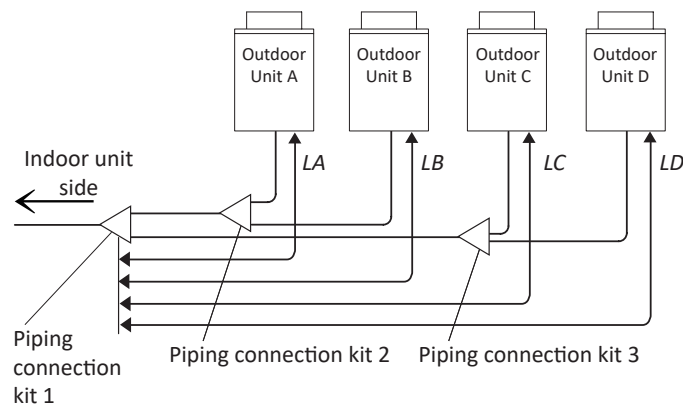 Outdoor
Unit A
Outdoor
Unit B
Outdoor
Unit C
Outdoor
Unit D
LA
LB
LC
LD
Indoor unit
side
Piping
connection
kit 1
Piping connection kit 2
Piping connection kit 3